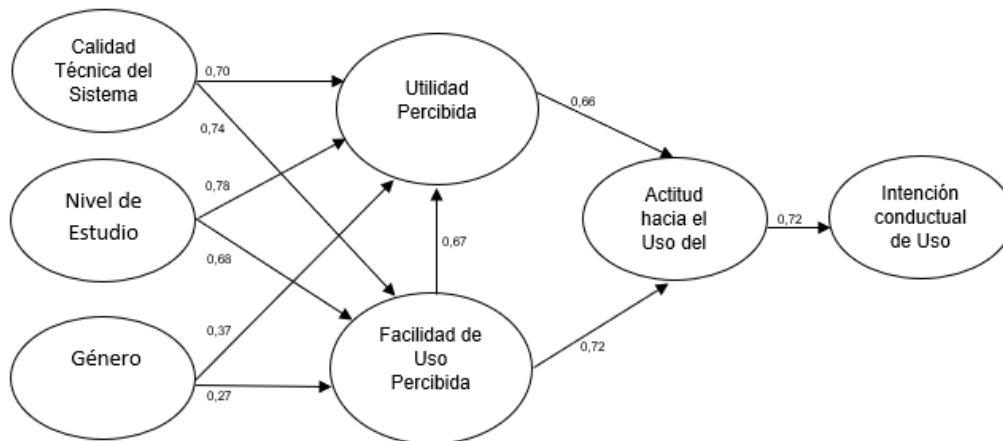 Calidad
Técnica del
Sistema
0,70
0,74
Utilidad
Percibida
0,66
Nivel de
Estudio
0,78
0,68
0,67
Actitud
hacia el
Uso del
0,72
Intención
conductual
de Uso
Género
0,37
0,27
Facilidad de
Uso
Percibida
0,72